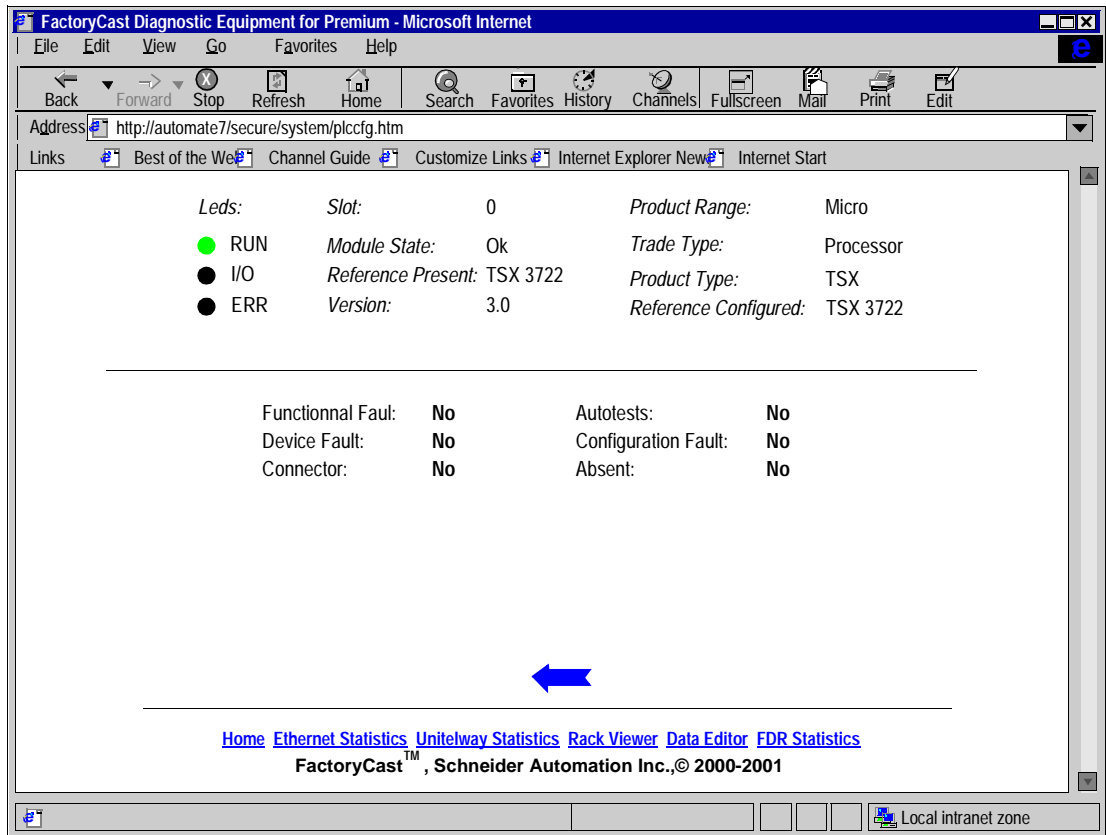 FactoryCast Diagnostic Equipment for Premium - Microsoft Internet
File Edit View Go Favorites Help
Back Forward Stop Refresh Home Search Favorites History Channels Fullscreen Mail Print Edit
Address http://automate7/secure/system/plccfg.htm
Links Best of the We Channel Guide Customize Links Internet Explorer New Internet Start
Leds: Slot: 0 Product Range: Micro
RUN Module State: Ok Trade Type: Processor
I/O Reference Present: TSX 3722 Product Type: TSX
ERR Version: 3.0 Reference Configured: TSX 3722
Functionnal Faul: No Autotests: No
Device Fault: No Configuration Fault: No
Connector: No Absent: No
Home Ethernet Statistics Unitelway Statistics Rack Viewer Data Editor FDR Statistics
FactoryCast™ , Schneider Automation Inc.,© 2000-2001
Local intranet zone